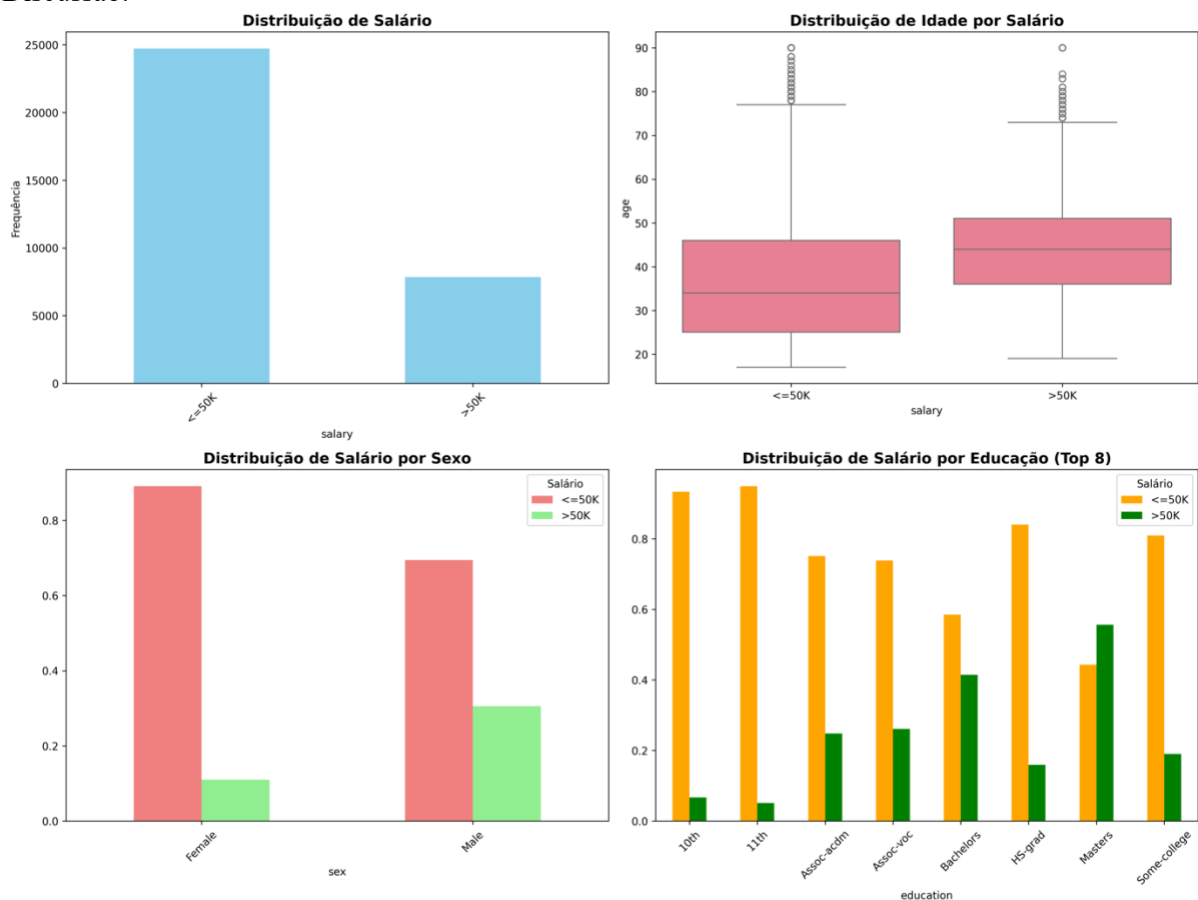 Distribuição de Salário
25000
20000
15000
10000
5000
0
Frequência
<=50K
>50K
salary
Distribuição de Idade por Salário
90
80
70
60
50
40
30
20
age
<=50K
>50K
salary
Distribuição de Salário por Sexo
Salário
<=50K
>50K
0.8
0.6
0.4
0.2
0.0
Female
Male
sex
Distribuição de Salário por Educação (Top 8)
Salário
<=50K
>50K
0.8
0.6
0.4
0.2
0.0
10th
11th
Assoc-acdm
Assoc-voc
Bachelors
HS-grad
Masters
Some-college
education